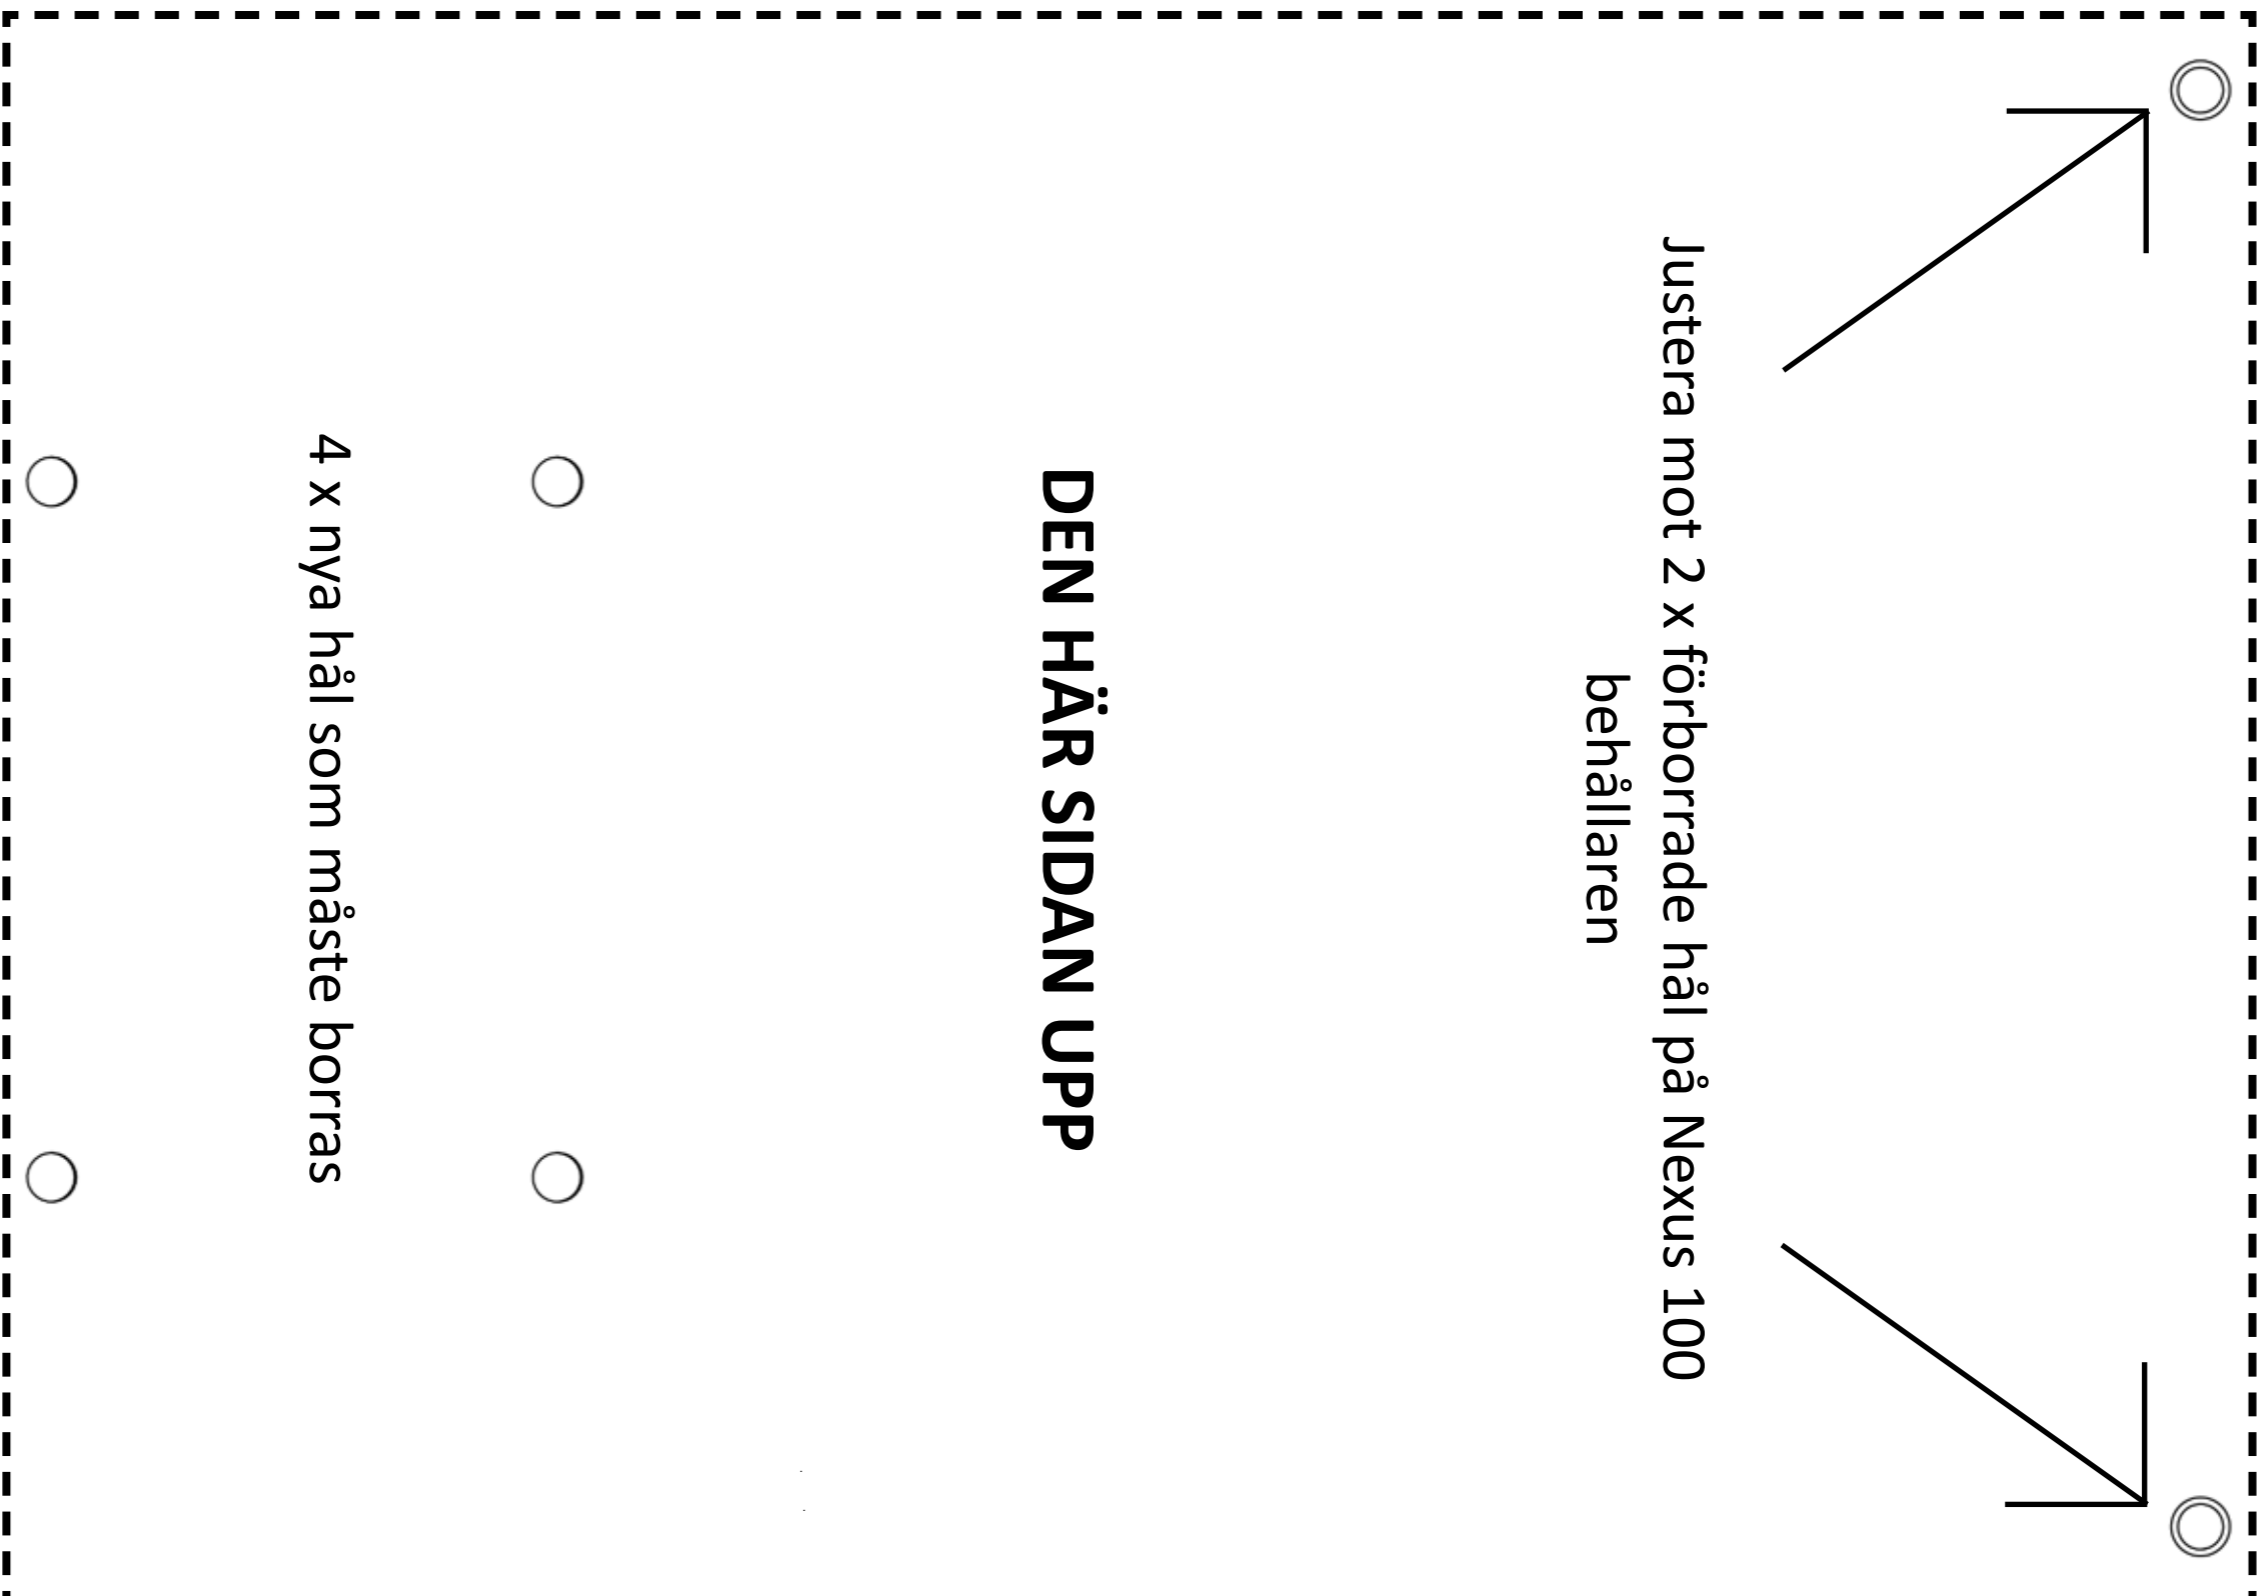 Justera mot 2 x förborrade hål på Nexus 100
behållaren
DEN HÄR SIDAN UPP
4 x nya hål som måste borras